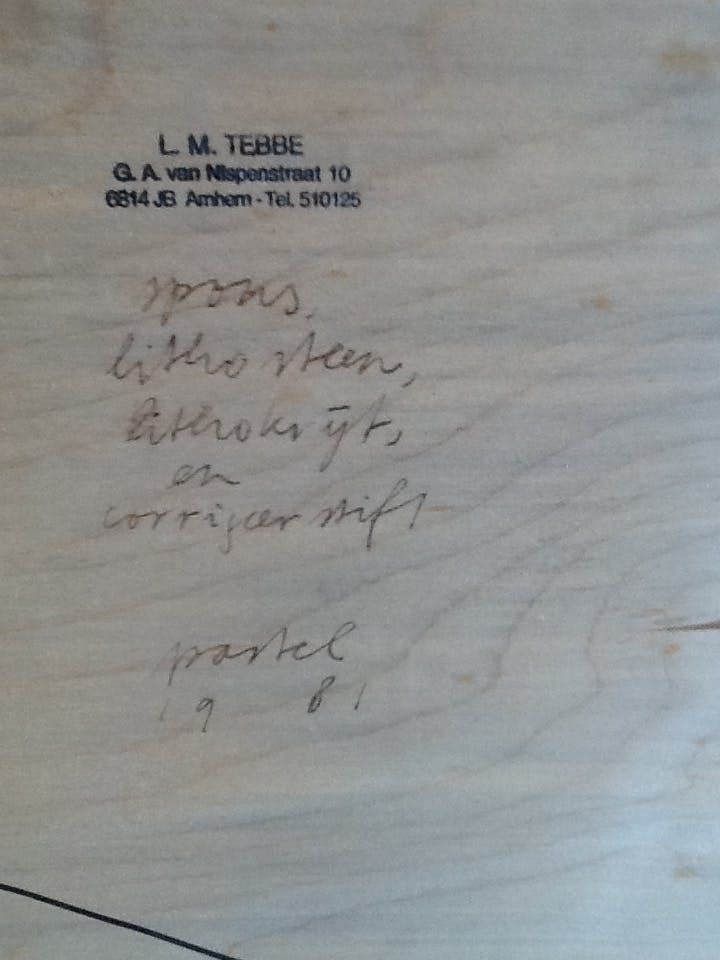 L. M. TEBBE
G. A. van Nispenstraat 10
6814 JB Arnhem - Tel. 510125
spons,
litho steen,
lithokrijt,
en
corrigeer stift
pastel
1981